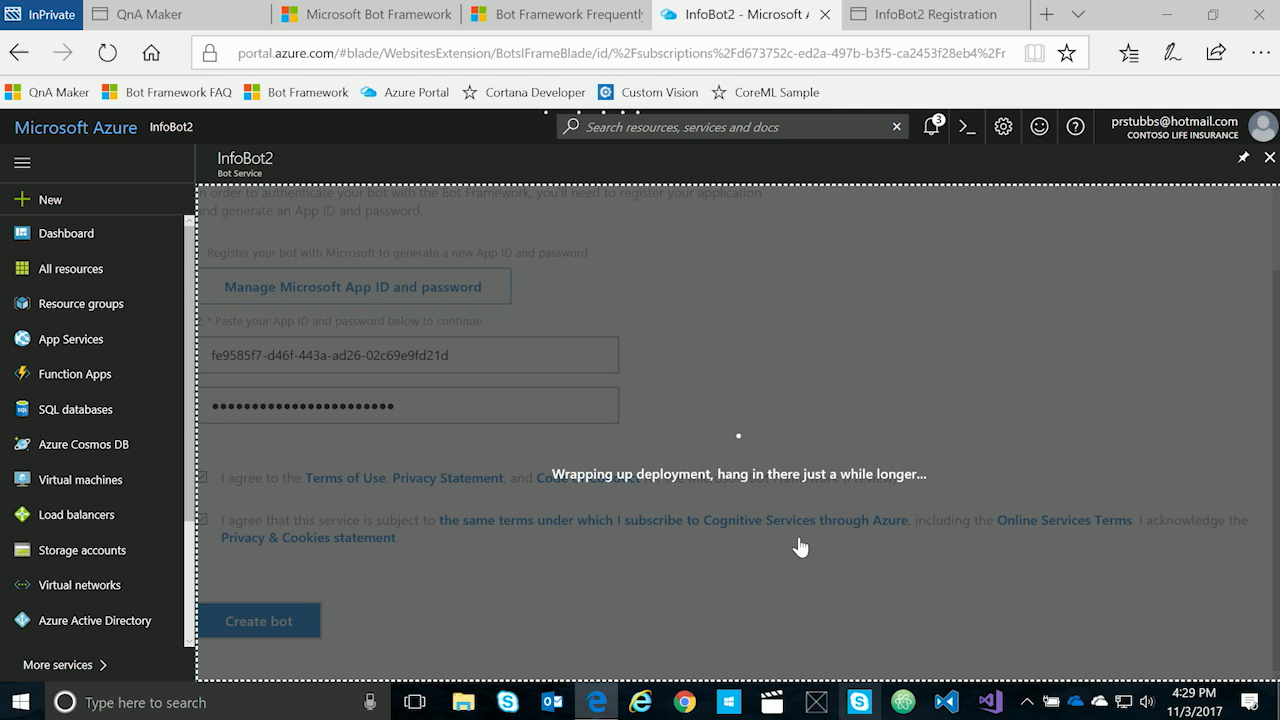 InPrivate
QnA Maker
Microsoft Bot Framework
Bot Framework Frequently
InfoBot2 - Microsoft A
InfoBot2 Registration
portal.azure.com/#blade/WebsitesExtension/BotsIFrameBlade/id/%2Fsubscriptions%2Fd673752c-ed2a-497b-b3f5-ca2453f28eb4%2Fr
QnA Maker
Bot Framework FAQ
Bot Framework
Azure Portal
Cortana Developer
Custom Vision
CoreML Sample
Microsoft Azure
InfoBot2
Search resources, services and docs
3
prstubbs@hotmail.com
CONTOSO LIFE INSURANCE
InfoBot2
Bot Service
New
Dashboard
All resources
Resource groups
App Services
Function Apps
SQL databases
Azure Cosmos DB
Virtual machines
Load balancers
Storage accounts
Virtual networks
Azure Active Directory
More services
n order to authenticate your bot with the Bot Framework, you'll need to register your application
and generate an App ID and password.
Register your bot with Microsoft to generate a new App ID and password
Manage Microsoft App ID and password
* Paste your App ID and password below to continue
fe9585f7-d46f-443a-ad26-02c69e9fd21d
I agree to the Terms of Use, Privacy Statement, and
Wrapping up deployment, hang in there just a while longer...
I agree that this service is subject to the same terms under which I subscribe to Cognitive Services through Azure, including the Online Services Terms. I acknowledge the
Privacy & Cookies statement.
Create bot
Type here to search
4:29 PM
11/3/2017